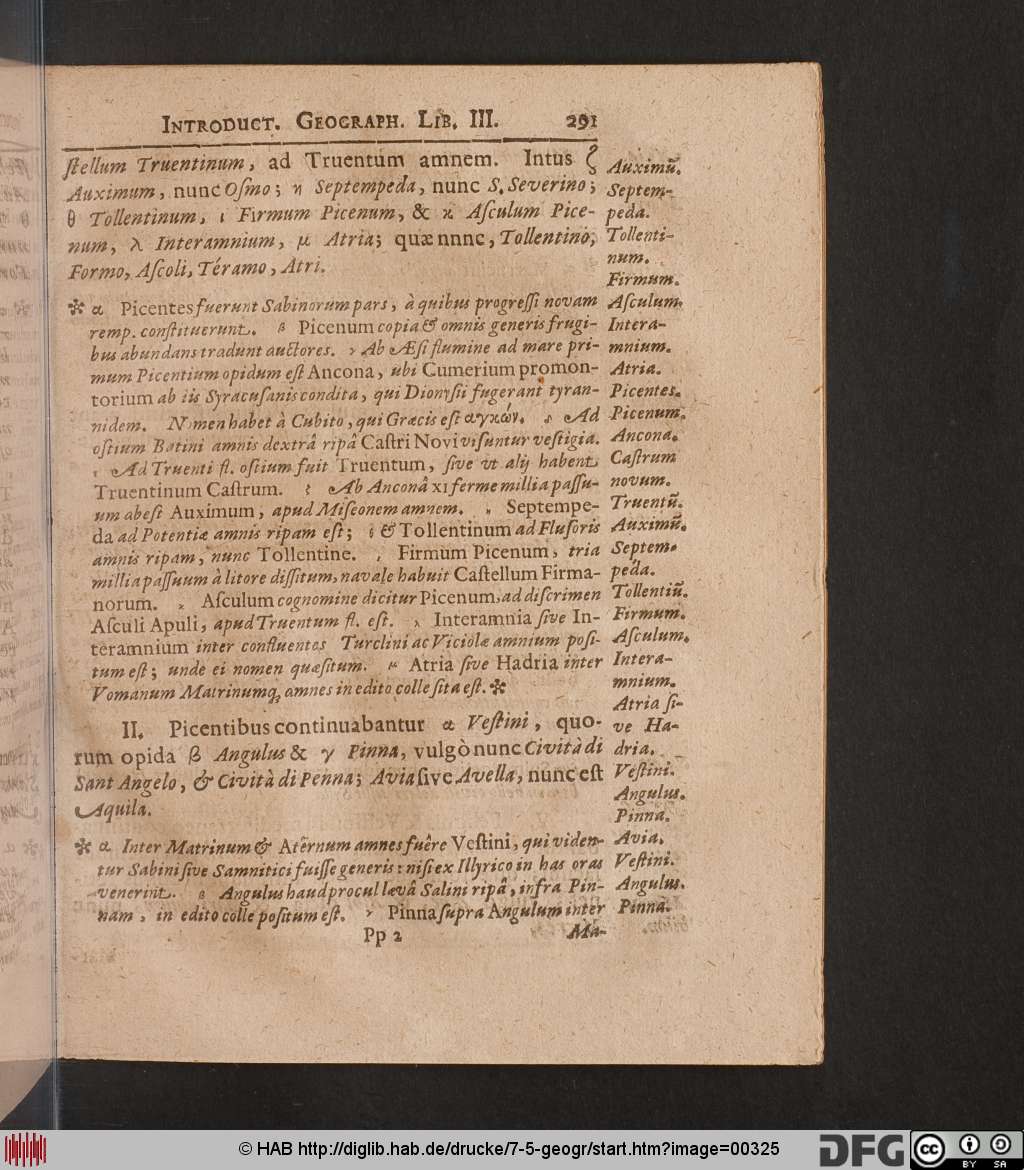 INTRODUCT. GEOGRAPH. LIB. III. 291
ſtellum Truentinum, ad Truentum amnem. Intus ζ
Auximum, nunc Oſmo; η Septempeda, nunc S. Severino;
θ Tollentinum, ι Firmum Picenum, & κ Aſculum Pice-
num, λ Interamnium, μ Atria; quæ nnnc, Tollentino,
Formo, Aſcoli, Téramo, Atri.
✻ α Picentes fuerunt Sabinorum pars, à quibus progreſſi novam
remp. conſtituerunt. β Picenum copia & omnis generis frugi-
bus abundans tradunt auctores. γ Ab Æſi flumine ad mare pri-
mum Picentium opidum eſt Ancona, ubi Cumerium promon-
torium ab iis Syracuſanis condita, qui Dionyſii fugerant tyran-
nidem. Nomen habet à Cubito, qui Græcis eſt αγκών. δ Ad
oſtium Batini amnis dextrâ ripâ Caſtri Novi viſuntur veſtigia.
ε Ad Truenti fl. oſtium fuit Truentum, ſive vt alij habent
Truentinum Caſtrum. ζ Ab Anconâ XI ferme millia paſſu-
um abeſt Auximum, apud Miſeonem amnem. η Septempe-
da ad Potentiæ amnis ripam eſt; θ & Tollentinum ad Fluſoris
amnis ripam, nunc Tollentine. ι Firmum Picenum, tria
millia paſſuum à litore diſſitum, navale habuit Caſtellum Firma-
norum. κ Aſculum cognomine dicitur Picenum, ad diſcrimen
Aſculi Apuli, apud Truentum fl. eſt. λ Interamnia ſive In-
teramnium inter confluentes Turclini ac Viciolæ amnium poſi-
tum eſt; unde ei nomen quæſitum. μ Atria ſive Hadria inter
Vomanum Matrinumq; amnes in edito colle ſita eſt. ✻
II. Picentibus continuabantur α Veſtini, quo-
rum opida β Angulus & γ Pinna, vulgò nunc Cività di
Sant Angelo, & Cività di Penna; Avia ſive Avella, nunc eſt
Aquila.
✻ α Inter Matrinum & Aternum amnes fuêre Veſtini, qui viden-
tur Sabini ſive Samnitici fuiſſe generis: niſi ex Illyrico in has oras
venerint. β Angulus haud procul lævâ Salini ripâ, infra Pin-
nam, in edito colle poſitum eſt. γ Pinna ſupra Angulum inter
Pp 2 Ma-
Auximū.
Septem-
peda.
Tollenti-
num.
Firmum.
Aſculum.
Intera-
mnium.
Atria.
Picentes.
Picenum.
Ancona.
Caſtrum
novum.
Truentū.
Auximū.
Septem-
peda.
Tollentiū.
Firmum.
Aſculum.
Intera-
mnium.
Atria ſi-
ve Ha-
dria.
Veſtini.
Angulus.
Pinna.
Avia.
Veſtini.
Angulus.
Pinna.
© HAB http://diglib.hab.de/drucke/7-5-geogr/start.htm?image=00325
DFG
cc BY SA